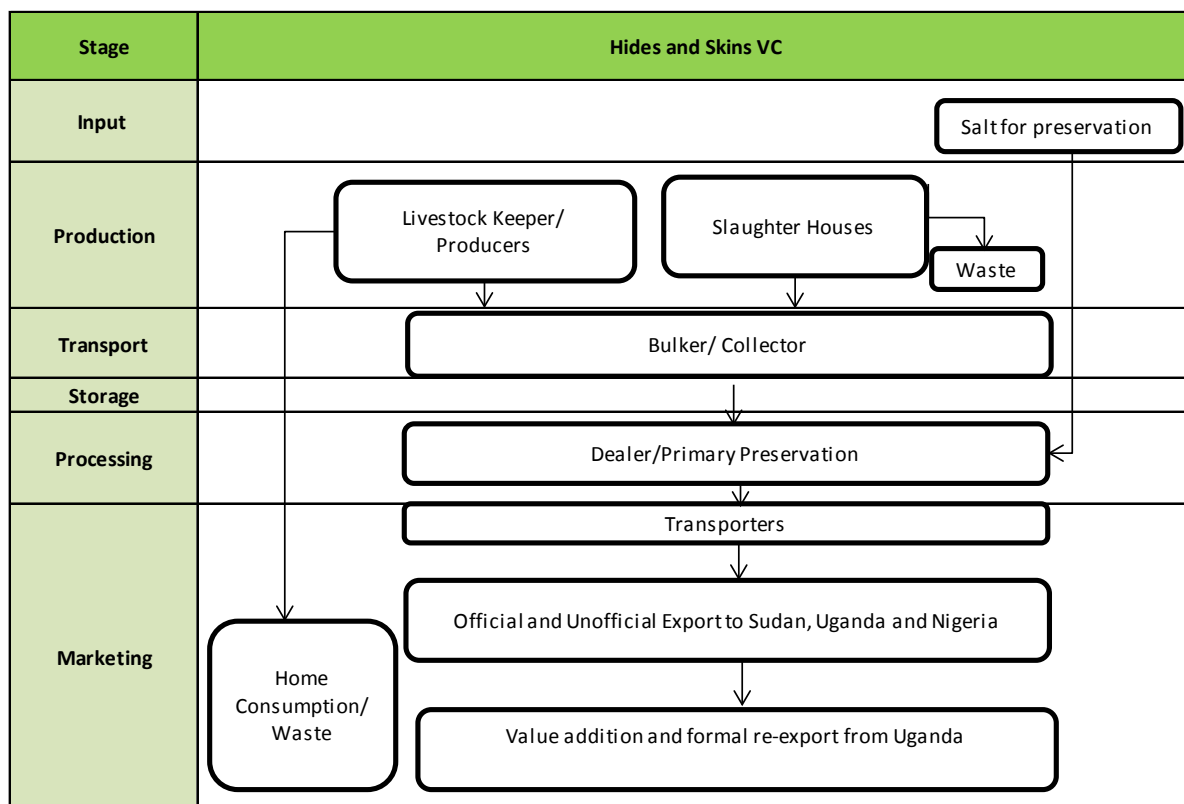 Stage
Hides and Skins VC
Input
Salt for preservation
Production
Livestock Keeper/
Producers
Slaughter Houses
Waste
Transport
Bulker/ Collector
Storage
Processing
Dealer/Primary Preservation
Marketing
Transporters
Official and Unofficial Export to Sudan, Uganda and Nigeria
Home
Consumption/
Waste
Value addition and formal re-export from Uganda